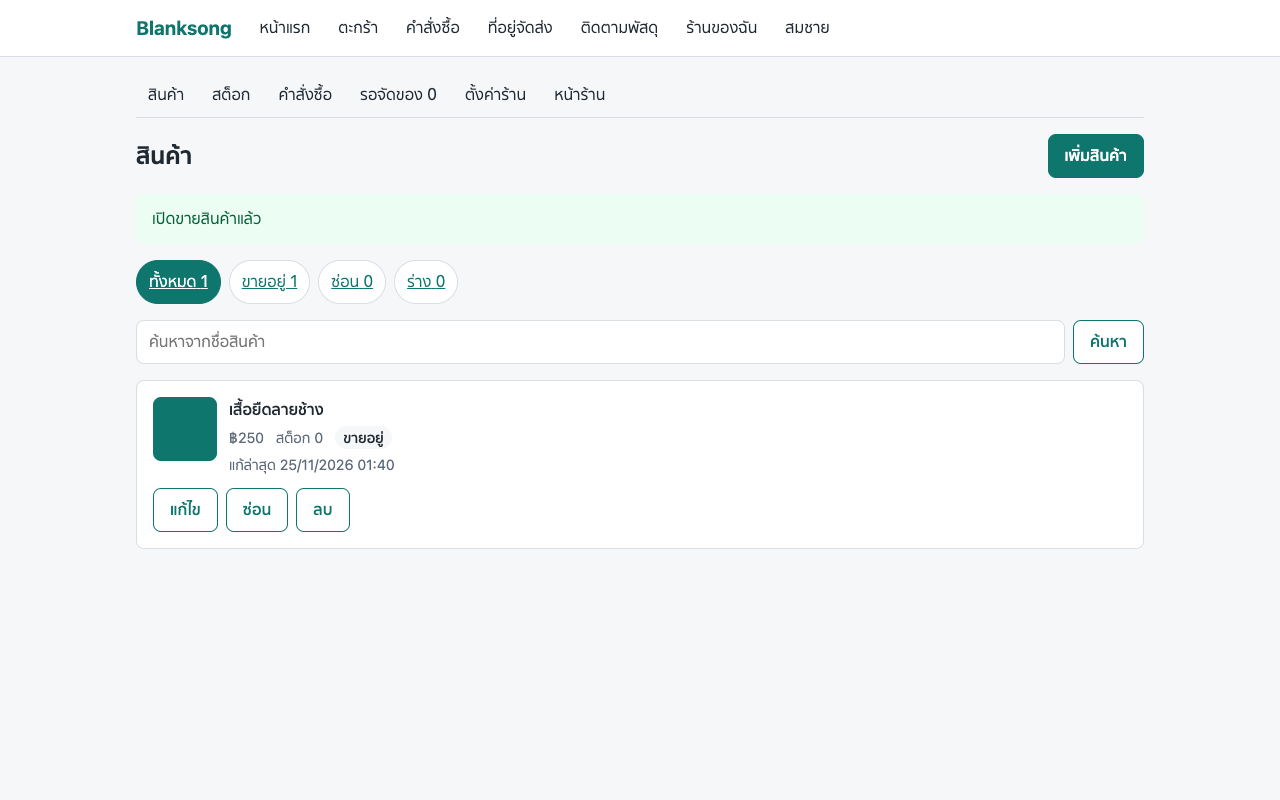 Blanksong หน้าแรก ตะกร้า คำสั่งซื้อ ที่อยู่จัดส่ง ติดตามพัสดุ ร้านของฉัน สมชาย
สินค้า สต็อก คำสั่งซื้อ รอจัดของ 0 ตั้งค่าร้าน หน้าร้าน
สินค้า เพิ่มสินค้า
เปิดขายสินค้าแล้ว
ทั้งหมด 1 ขายอยู่ 1 ซ่อน 0 ร่าง 0
ค้นหาจากชื่อสินค้า ค้นหา
เสื้อยืดลายช้าง
฿250 สต็อก 0 ขายอยู่
แก้ล่าสุด 25/11/2026 01:40
แก้ไข ซ่อน ลบ